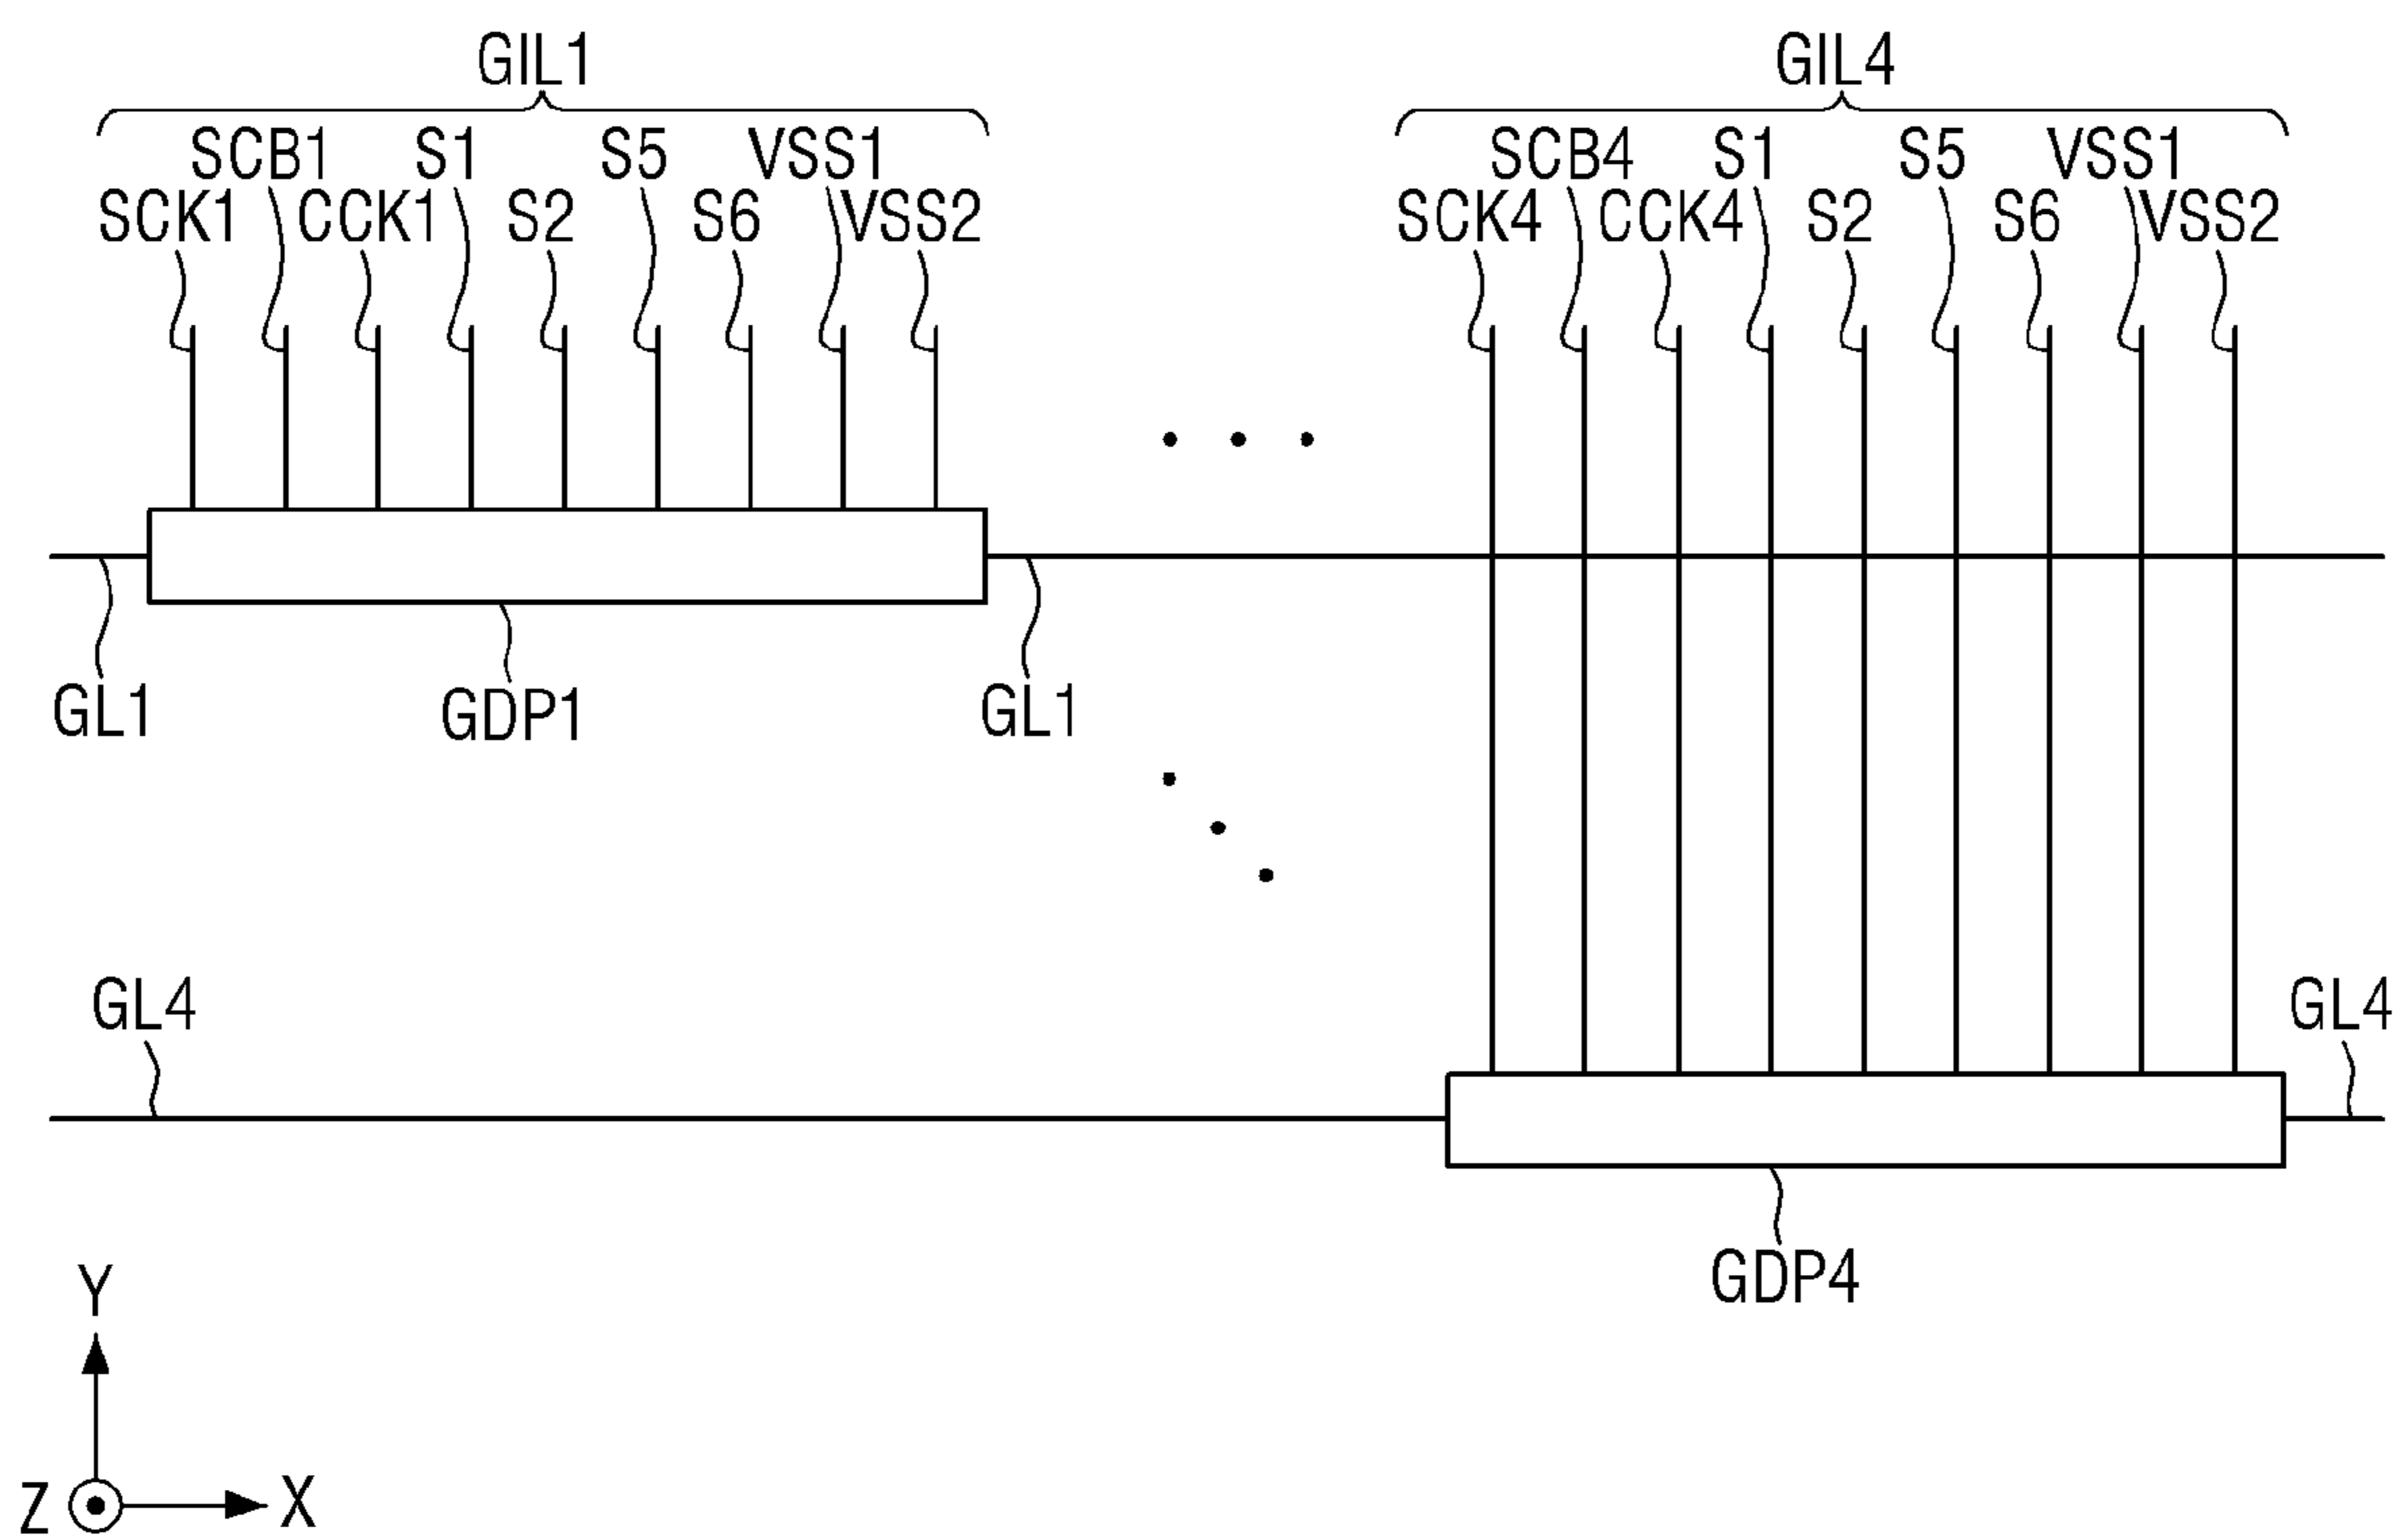 GIL1 GIL4
SCB1 S1 S5 VSS1 SCB4 S1 S5 VSS1
SCK1 CCK1 S2 S6 VSS2 SCK4 CCK4 S2 S6 VSS2
GL1 GDP1 GL1
GL4 GL4
GDP4
Y
Z X